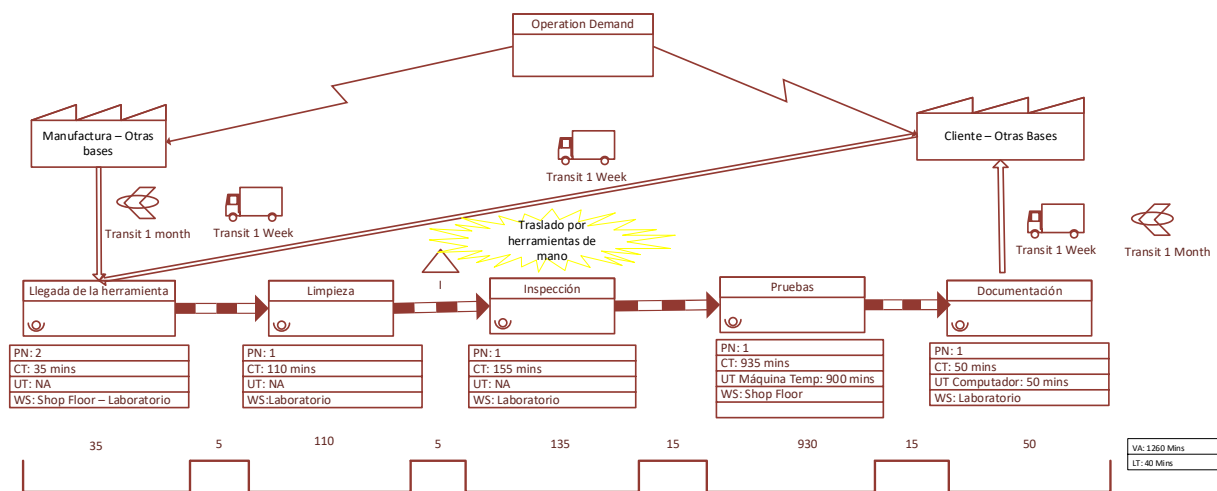 Operation Demand
Manufactura – Otras
bases
Cliente – Otras Bases
Transit 1 Week
Transit 1 month
Transit 1 Week
Traslado por
herramientas de
mano
Transit 1 Week
Transit 1 Month
I
Llegada de la herramienta
Limpieza
Inspección
Pruebas
Documentación
PN: 2
CT: 35 mins
UT: NA
WS: Shop Floor – Laboratorio
PN: 1
CT: 110 mins
UT: NA
WS:Laboratorio
PN: 1
CT: 155 mins
UT: NA
WS: Laboratorio
PN: 1
CT: 935 mins
UT Máquina Temp: 900 mins
WS: Shop Floor
PN: 1
CT: 50 mins
UT Computador: 50 mins
WS: Laboratorio
35
5
110
5
135
15
930
15
50
VA: 1260 Mins
LT: 40 Mins